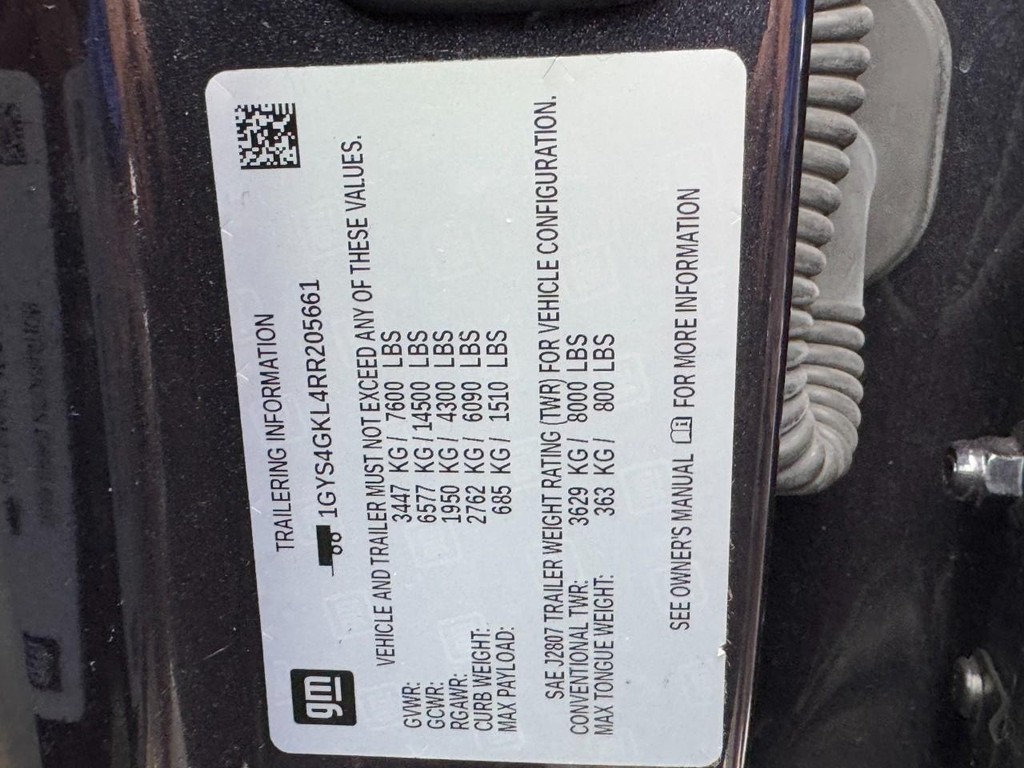 gm
TRAILERING INFORMATION
1GYS4GKL4RR205661
VEHICLE AND TRAILER MUST NOT EXCEED ANY OF THESE VALUES.
GVWR: 3447 KG / 7600 LBS
GCWR: 6577 KG / 14500 LBS
RGAWR: 1950 KG / 4300 LBS
CURB WEIGHT: 2762 KG / 6090 LBS
MAX PAYLOAD: 685 KG / 1510 LBS
SAE J2807 TRAILER WEIGHT RATING (TWR) FOR VEHICLE CONFIGURATION.
CONVENTIONAL TWR: 3629 KG / 8000 LBS
MAX TONGUE WEIGHT: 363 KG / 800 LBS
SEE OWNER'S MANUAL FOR MORE INFORMATION